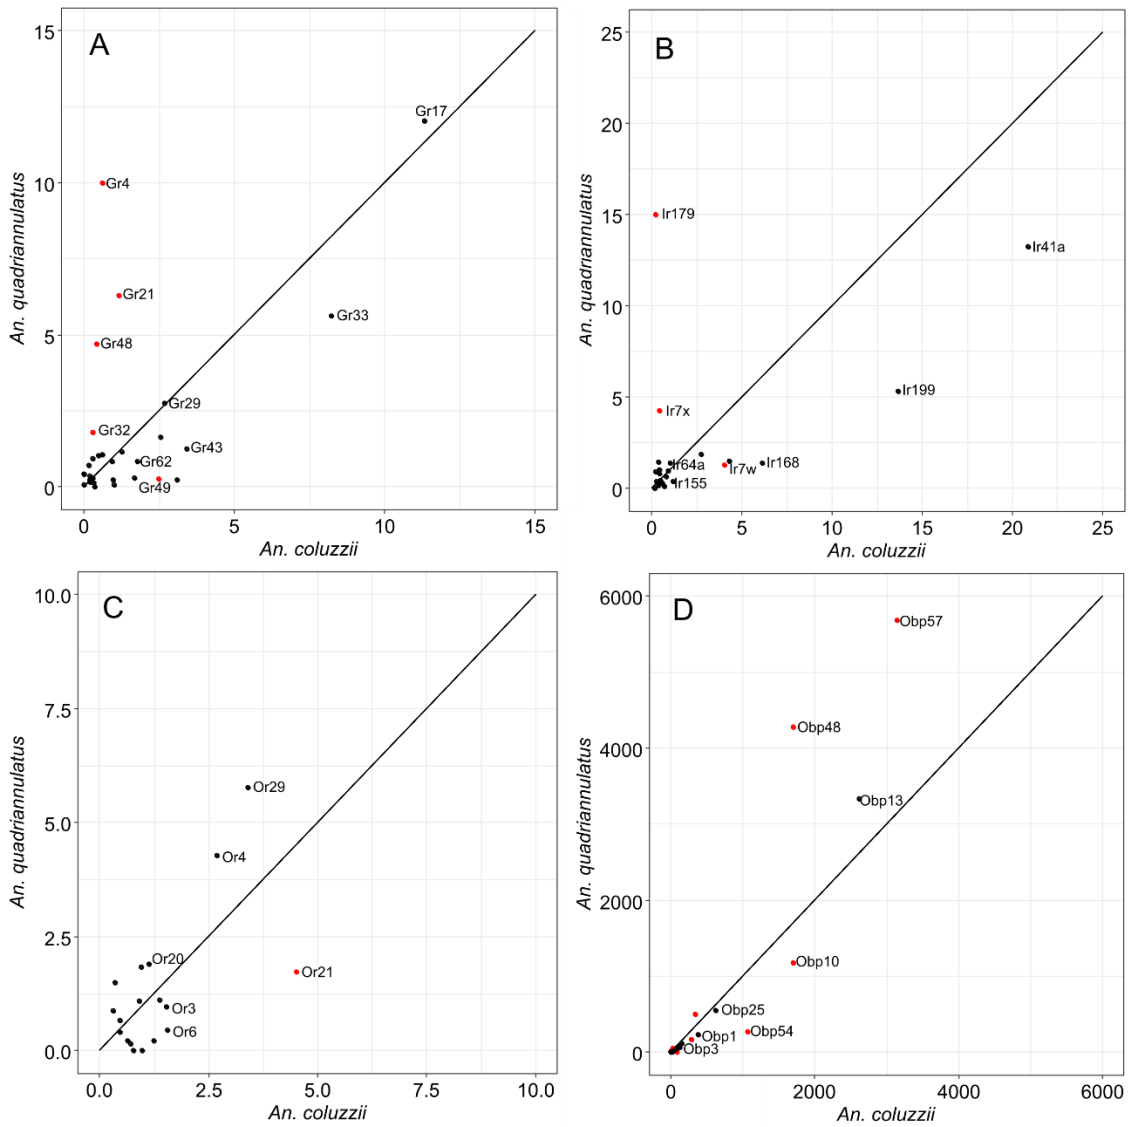 A
15
10
5
0
An. quadriannulatus
Gr17
Gr4
Gr21
Gr33
Gr48
Gr29
Gr32
Gr43
Gr62
Gr49
0
5
10
15
An. coluzzii
B
25
20
15
10
5
0
An. quadriannulatus
Ir179
Ir41a
Ir199
Ir7x
Ir64a
Ir7w
Ir168
Ir155
0
5
10
15
20
25
An. coluzzii
C
10.0
7.5
5.0
2.5
0.0
An. quadriannulatus
Or29
Or4
Or20
Or21
Or3
Or6
0.0
2.5
5.0
7.5
10.0
An. coluzzii
D
6000
4000
2000
0
An. quadriannulatus
Obp57
Obp48
Obp13
Obp10
Obp25
Obp54
Obp1
Obp3
0
2000
4000
6000
An. coluzzii